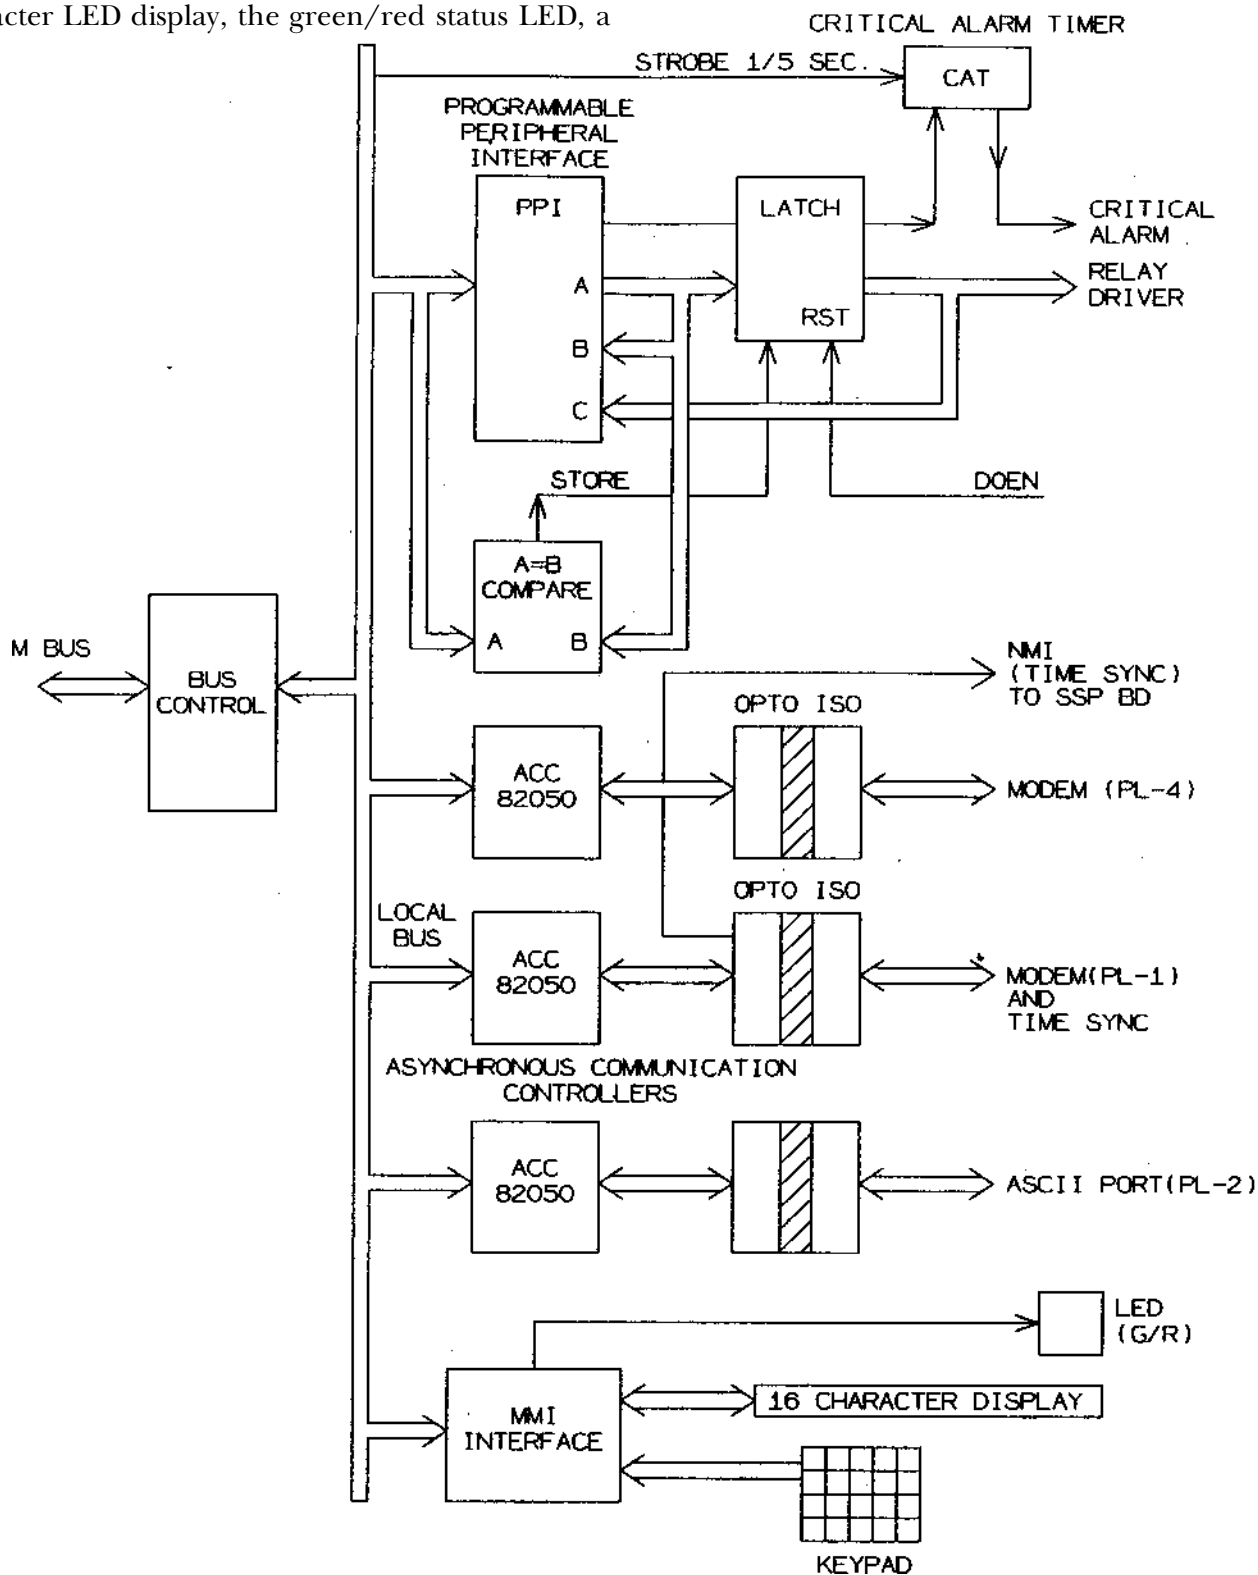 acter LED display, the green/red status LED, a
CRITICAL ALARM TIMER
STROBE 1/5 SEC.
CAT
PROGRAMMABLE
PERIPHERAL
INTERFACE
PPI
LATCH
CRITICAL
ALARM
A
RELAY
DRIVER
RST
B
C
STORE
DOEN
A=B
COMPARE
A
B
M BUS
BUS
CONTROL
NMI
(TIME SYNC)
TO SSP BD
OPTO ISO
ACC
82050
MODEM (PL-4)
OPTO ISO
LOCAL
BUS
ACC
82050
MODEM(PL-1)
AND
TIME SYNC
ASYNCHRONOUS COMMUNICATION
CONTROLLERS
ACC
82050
ASCII PORT(PL-2)
LED
(G/R)
MMI
INTERFACE
16 CHARACTER DISPLAY
KEYPAD